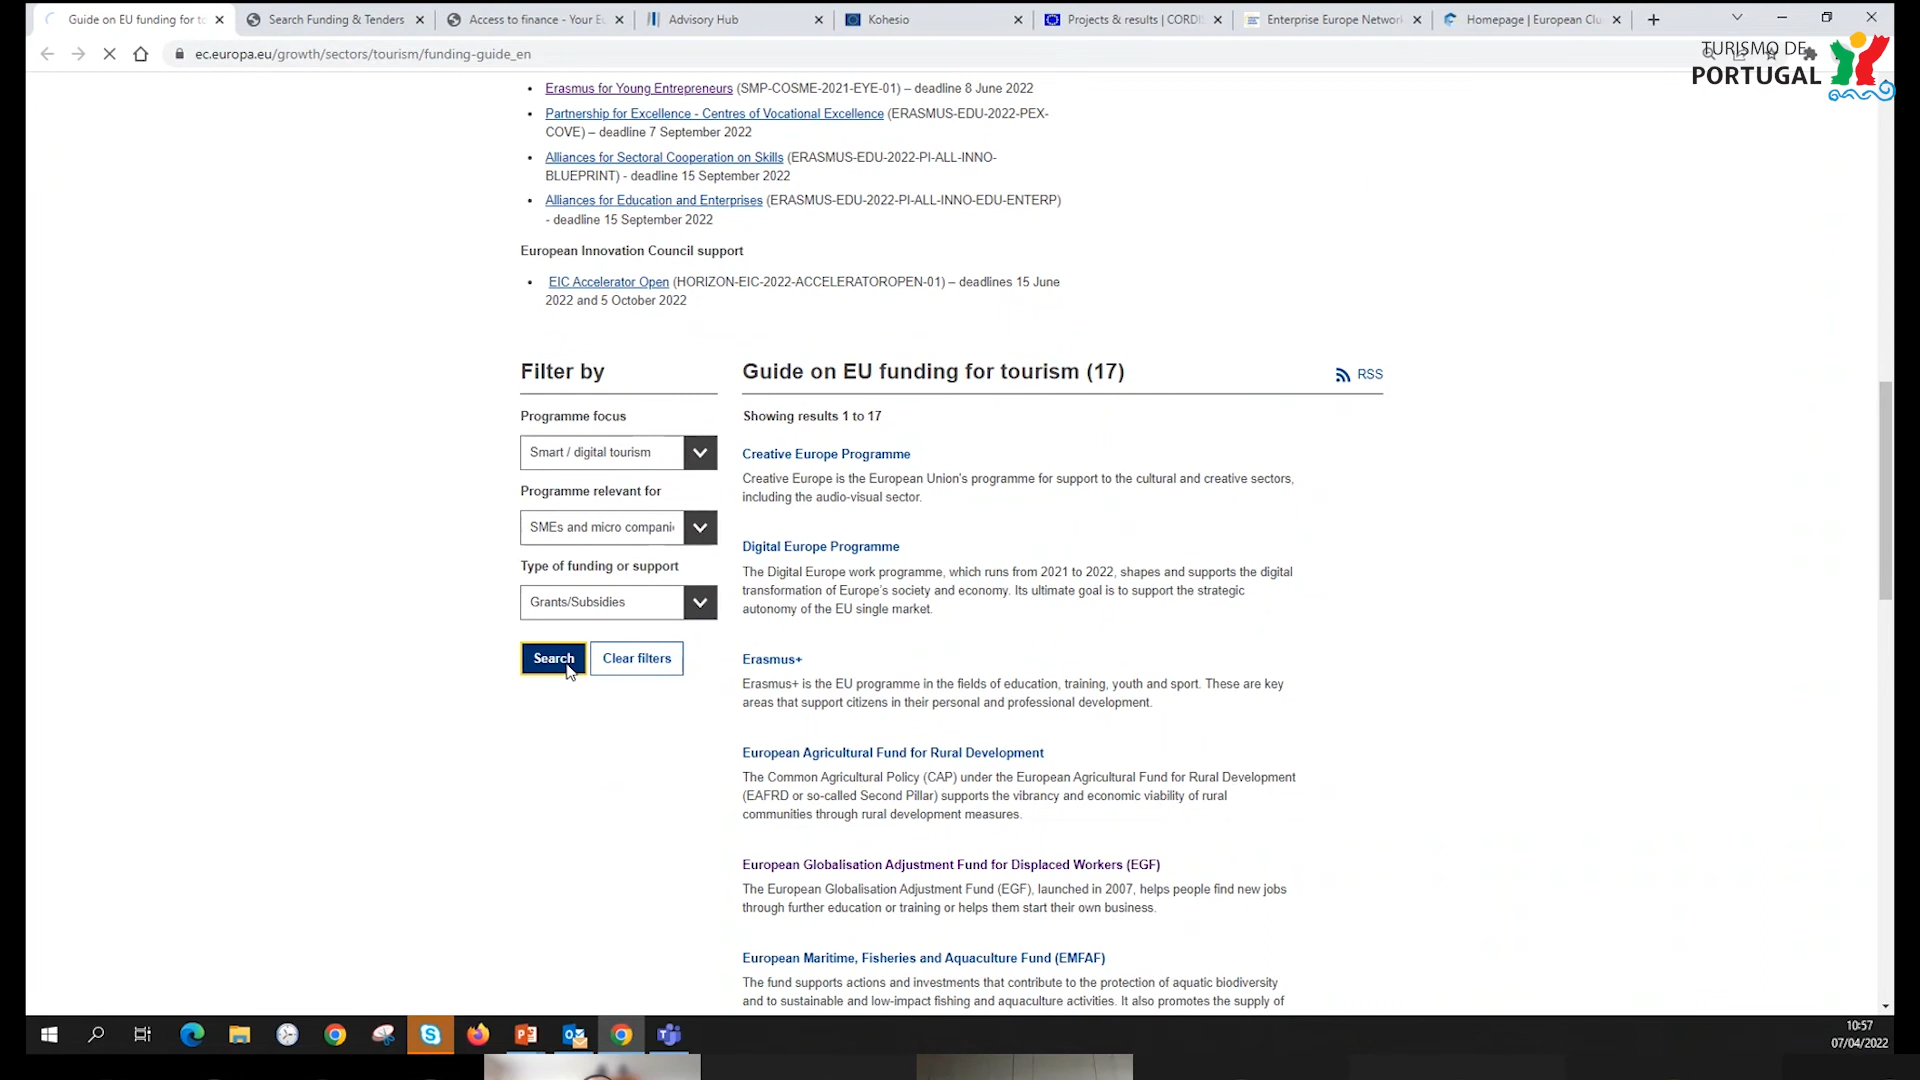 Guide on EU funding for to
Search Funding & Tenders
Access to finance - Your Eu
Advisory Hub
Kohesio
Projects & results | CORDIS
Enterprise Europe Network
Homepage | European Clu
ec.europa.eu/growth/sectors/tourism/funding-guide_en
TURISMO DE
PORTUGAL
Erasmus for Young Entrepreneurs (SMP-COSME-2021-EYE-01) – deadline 8 June 2022
Partnership for Excellence - Centres of Vocational Excellence (ERASMUS-EDU-2022-PEX-
COVE) – deadline 7 September 2022
Alliances for Sectoral Cooperation on Skills (ERASMUS-EDU-2022-PI-ALL-INNO-
BLUEPRINT) - deadline 15 September 2022
Alliances for Education and Enterprises (ERASMUS-EDU-2022-PI-ALL-INNO-EDU-ENTERP)
- deadline 15 September 2022
European Innovation Council support
EIC Accelerator Open (HORIZON-EIC-2022-ACCELERATOROPEN-01) – deadlines 15 June
2022 and 5 October 2022
Filter by
Programme focus
Smart / digital tourism
Programme relevant for
SMEs and micro compani
Type of funding or support
Grants/Subsidies
Search
Clear filters
Guide on EU funding for tourism (17)
RSS
Showing results 1 to 17
Creative Europe Programme
Creative Europe is the European Union's programme for support to the cultural and creative sectors,
including the audio-visual sector.
Digital Europe Programme
The Digital Europe work programme, which runs from 2021 to 2022, shapes and supports the digital
transformation of Europe's society and economy. Its ultimate goal is to support the strategic
autonomy of the EU single market.
Erasmus+
Erasmus+ is the EU programme in the fields of education, training, youth and sport. These are key
areas that support citizens in their personal and professional development.
European Agricultural Fund for Rural Development
The Common Agricultural Policy (CAP) under the European Agricultural Fund for Rural Development
(EAFRD or so-called Second Pillar) supports the vibrancy and economic viability of rural
communities through rural development measures.
European Globalisation Adjustment Fund for Displaced Workers (EGF)
The European Globalisation Adjustment Fund (EGF), launched in 2007, helps people find new jobs
through further education or training or helps them start their own business.
European Maritime, Fisheries and Aquaculture Fund (EMFAF)
The fund supports actions and investments that contribute to the protection of aquatic biodiversity
and to sustainable and low-impact fishing and aquaculture activities. It also promotes the supply of
10:57
07/04/2022